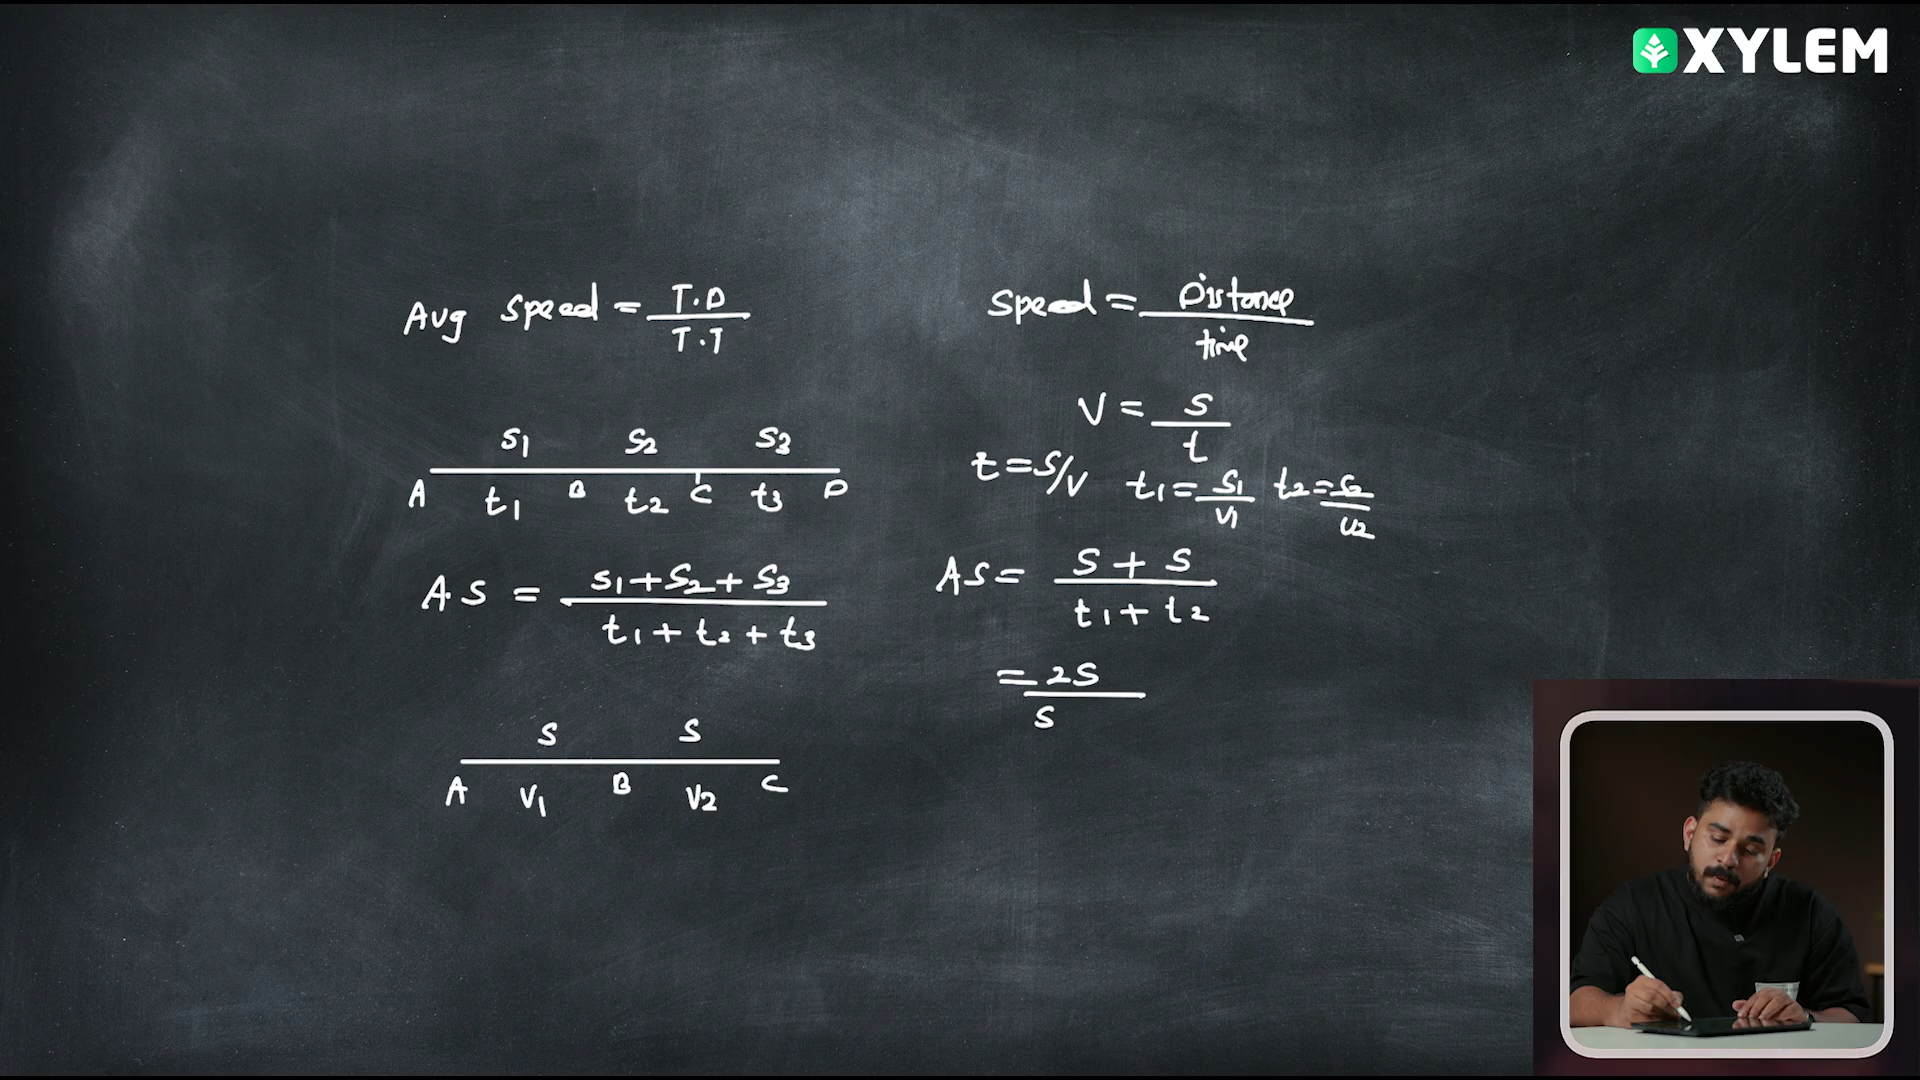 XYLEM
Avg speed = T.D / T.T
S1 S2 S3
A t1 B t2 C t3 D
AS = S1+S2+S3 / t1+t2+t3
S S
A V1 B V2 C
Speed = Distance / time
V = S / t
t = S/V t1 = S1 / V1 t2 = S2 / V2
AS = S+S / t1+t2
= 2S / S